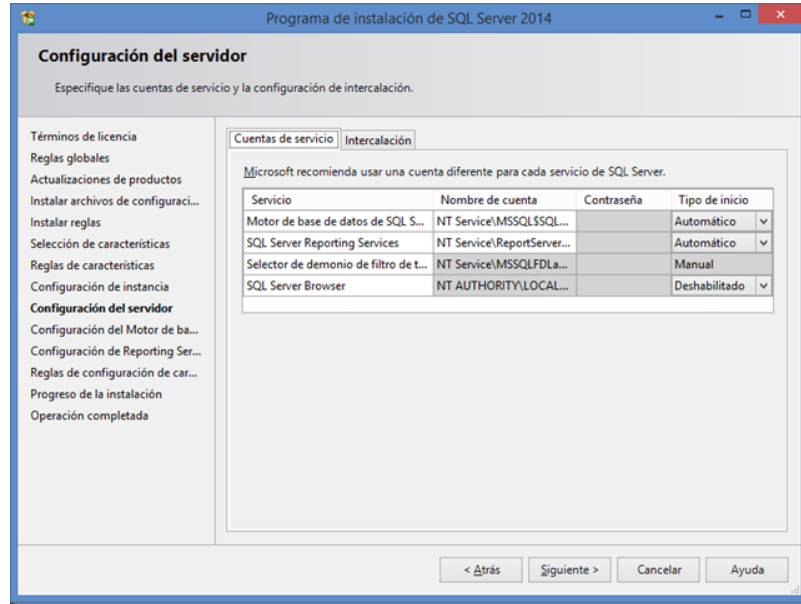 Programa de instalación de SQL Server 2014
Configuración del servidor
Especifique las cuentas de servicio y la configuración de intercalación.
Términos de licencia
Reglas globales
Actualizaciones de productos
Instalar archivos de configuraci...
Instalar reglas
Selección de características
Reglas de características
Configuración de instancia
Configuración del servidor
Configuración del Motor de ba...
Configuración de Reporting Ser...
Reglas de configuración de car...
Progreso de la instalación
Operación completada
Cuentas de servicio Intercalación
Microsoft recomienda usar una cuenta diferente para cada servicio de SQL Server.
Servicio Nombre de cuenta Contraseña Tipo de inicio
Motor de base de datos de SQL S... NT Service\MSSQL$SQL... Automático
SQL Server Reporting Services NT Service\ReportServer... Automático
Selector de demonio de filtro de t... NT Service\MSSQLFDLa... Manual
SQL Server Browser NT AUTHORITY\LOCAL... Deshabilitado
< Atrás Siguiente > Cancelar Ayuda